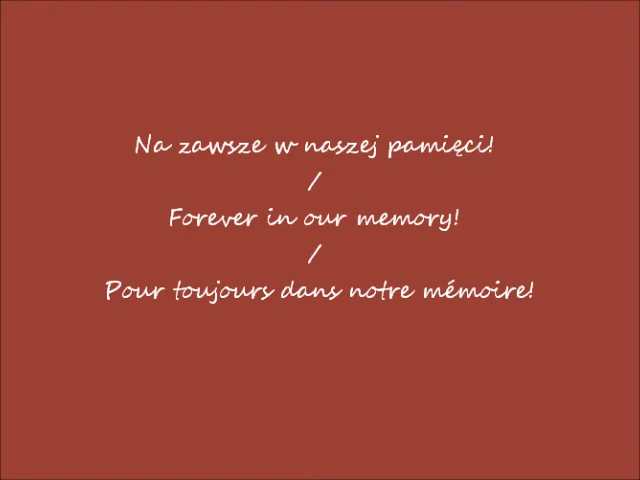 Na zawsze w naszej pamięci!
/
Forever in our memory!
/
Pour toujours dans notre mémoire!